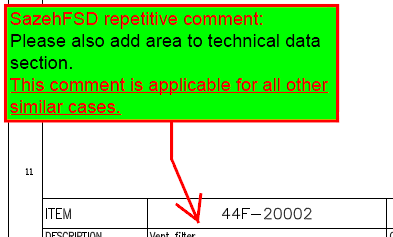 SazehFSD repetitive comment:
Please also add area to technical data
section.
This comment is applicable for all other
similar cases.
11
ITEM 44F-20002
DESCRIPTION Vent filter